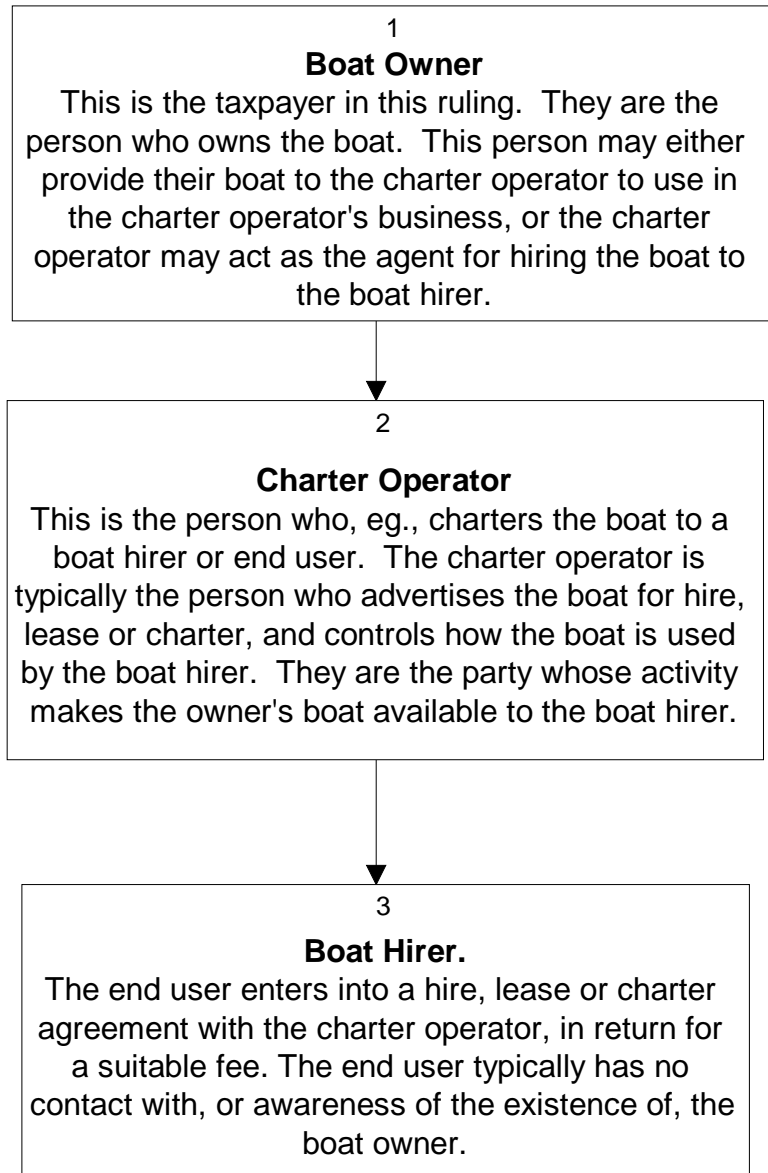 1
Boat Owner
This is the taxpayer in this ruling.  They are the
person who owns the boat.  This person may either
provide their boat to the charter operator to use in
the charter operator's business, or the charter
operator may act as the agent for hiring the boat to
the boat hirer.
2
Charter Operator
This is the person who, eg., charters the boat to a
boat hirer or end user.  The charter operator is
typically the person who advertises the boat for hire,
lease or charter, and controls how the boat is used
by the boat hirer.  They are the party whose activity
makes the owner's boat available to the boat hirer.
3
Boat Hirer.
The end user enters into a hire, lease or charter
agreement with the charter operator, in return for
a suitable fee. The end user typically has no
contact with, or awareness of the existence of, the
boat owner.